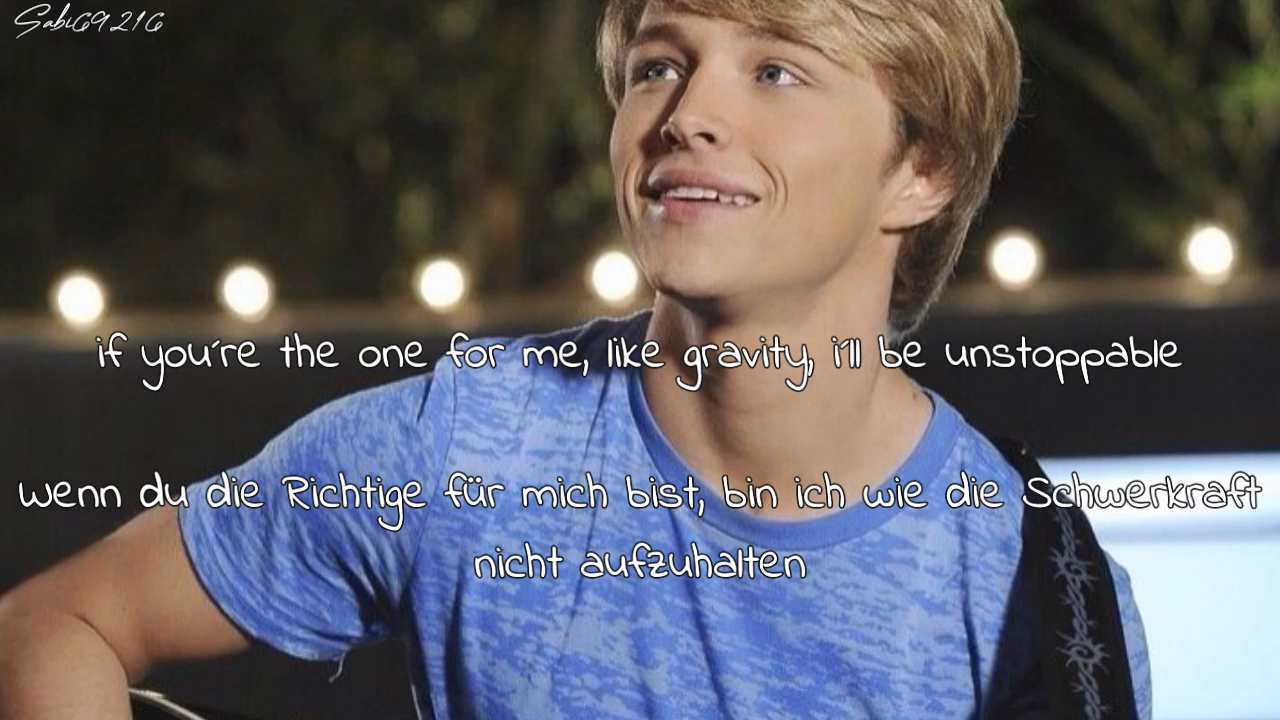 Sabi69216
if you´re the one for me, like gravity, i´ll be unstoppable
wenn du die Richtige für mich bist, bin ich wie die Schwerkraft
nicht aufzuhalten